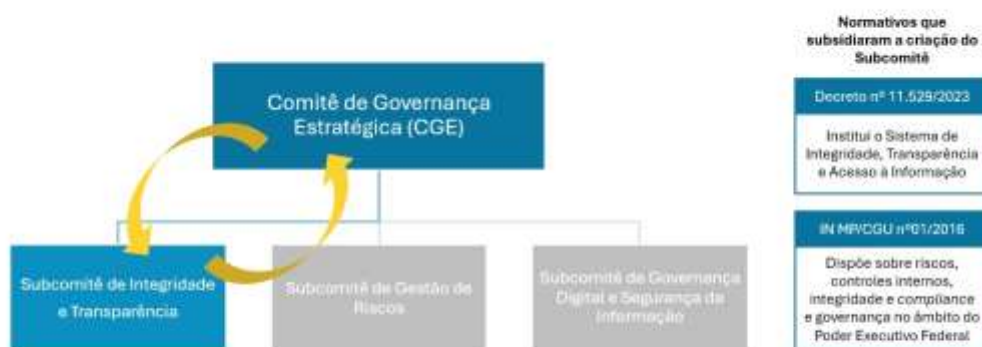 Comitê de Governança
Estratégica (CGE)
Subcomitê de Integridade
e Transparência
Subcomitê de Gestão de
Riscos
Subcomitê de Governança
Digital e Segurança da
Informação
Normativos que
subsidiaram a criação do
Subcomitê
Decreto nº 11.529/2023
Institui o Sistema de
Integridade, Transparência
e Acesso à Informação
IN MP/CGU nº01/2016
Dispõe sobre riscos,
controles internos,
integridade e compliance
e governança no âmbito do
Poder Executivo Federal